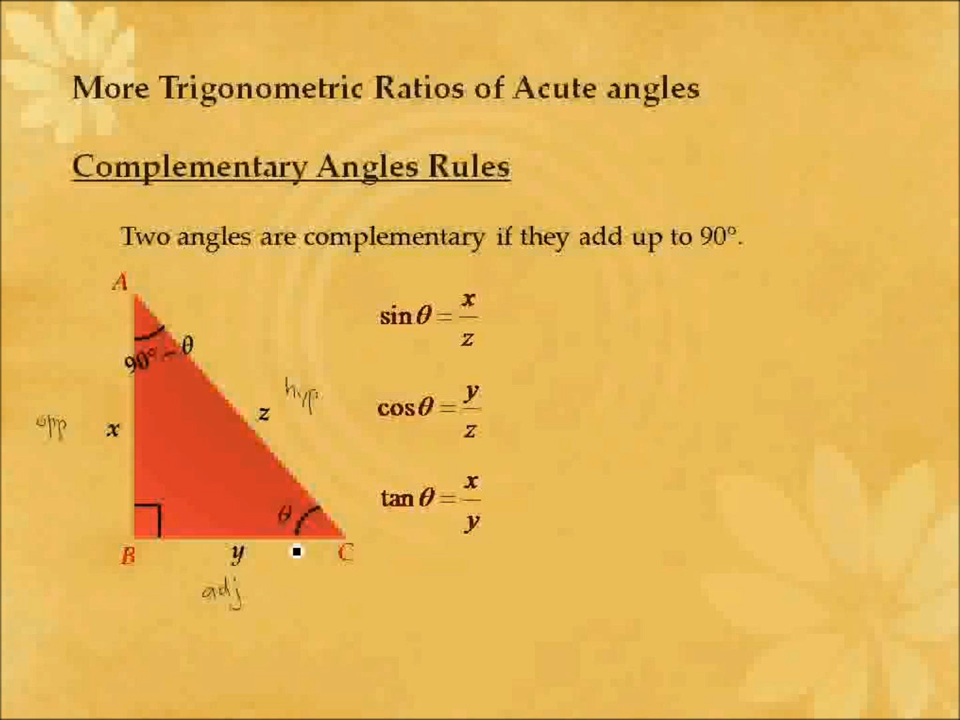 More Trigonometric Ratios of Acute angles
Complementary Angles Rules
Two angles are complementary if they add up to 90°.
A
90° − θ
opp
x
z
hyp
θ
B
y
C
adj
sin θ = x/z
cos θ = y/z
tan θ = x/y